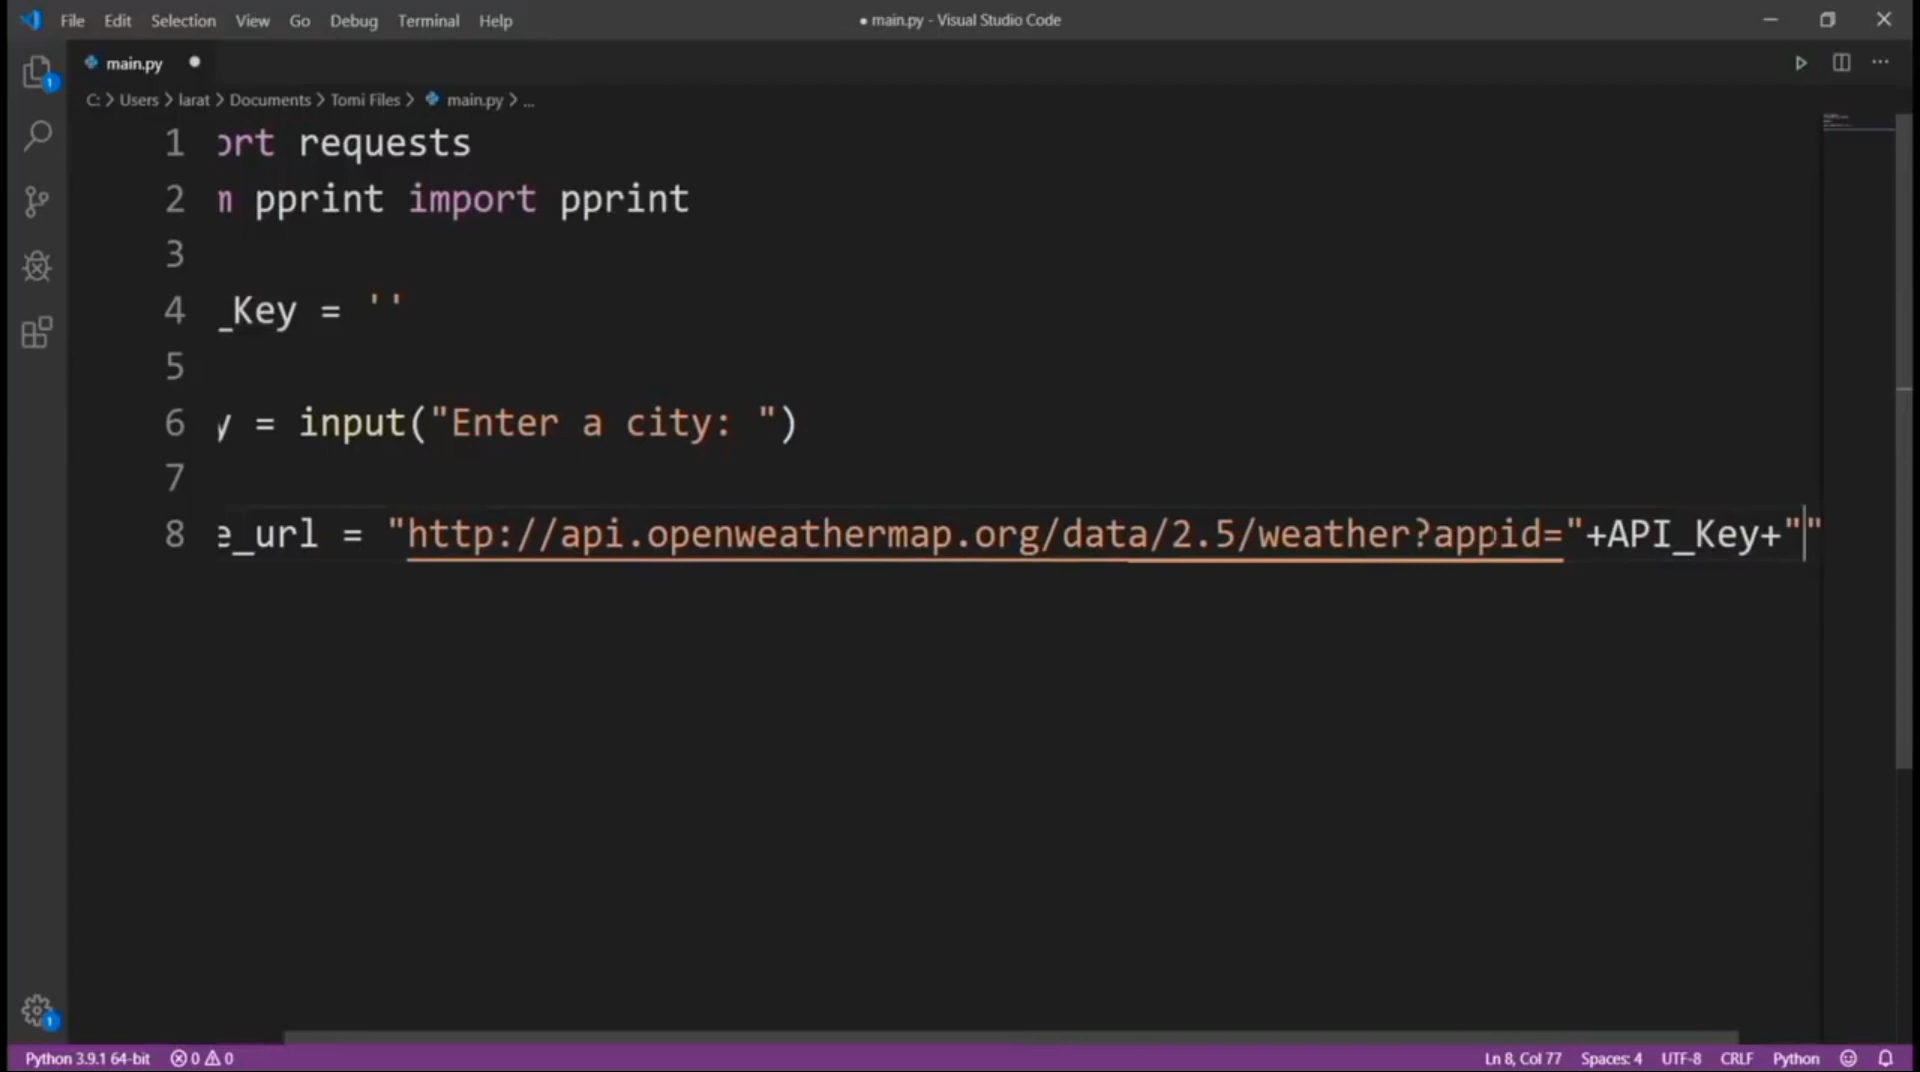 File Edit Selection View Go Debug Terminal Help
● main.py - Visual Studio Code
main.py
C: > Users > larat > Documents > Tomi Files > main.py > ...
1 ort requests
2 m pprint import pprint
3
4 _Key = ''
5
6 y = input("Enter a city: ")
7
8 e_url = "http://api.openweathermap.org/data/2.5/weather?appid="+API_Key+""
1
1
Python 3.9.1 64-bit 0 0 Ln 8, Col 77 Spaces: 4 UTF-8 CRLF Python